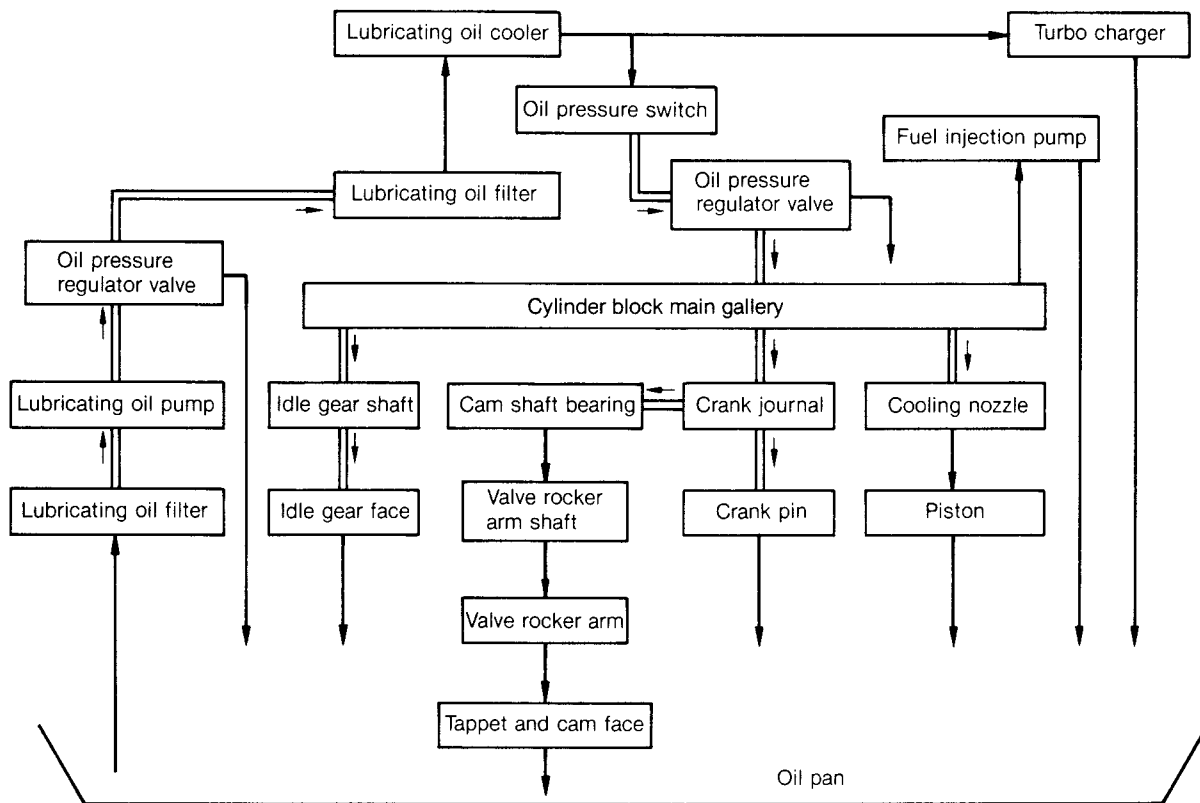 Lubricating oil cooler
Turbo charger
Oil pressure switch
Fuel injection pump
Lubricating oil filter
Oil pressure
regulator valve
Oil pressure
regulator valve
Cylinder block main gallery
Lubricating oil pump
Idle gear shaft
Cam shaft bearing
Crank journal
Cooling nozzle
Lubricating oil filter
Idle gear face
Valve rocker
arm shaft
Crank pin
Piston
Valve rocker arm
Tappet and cam face
Oil pan